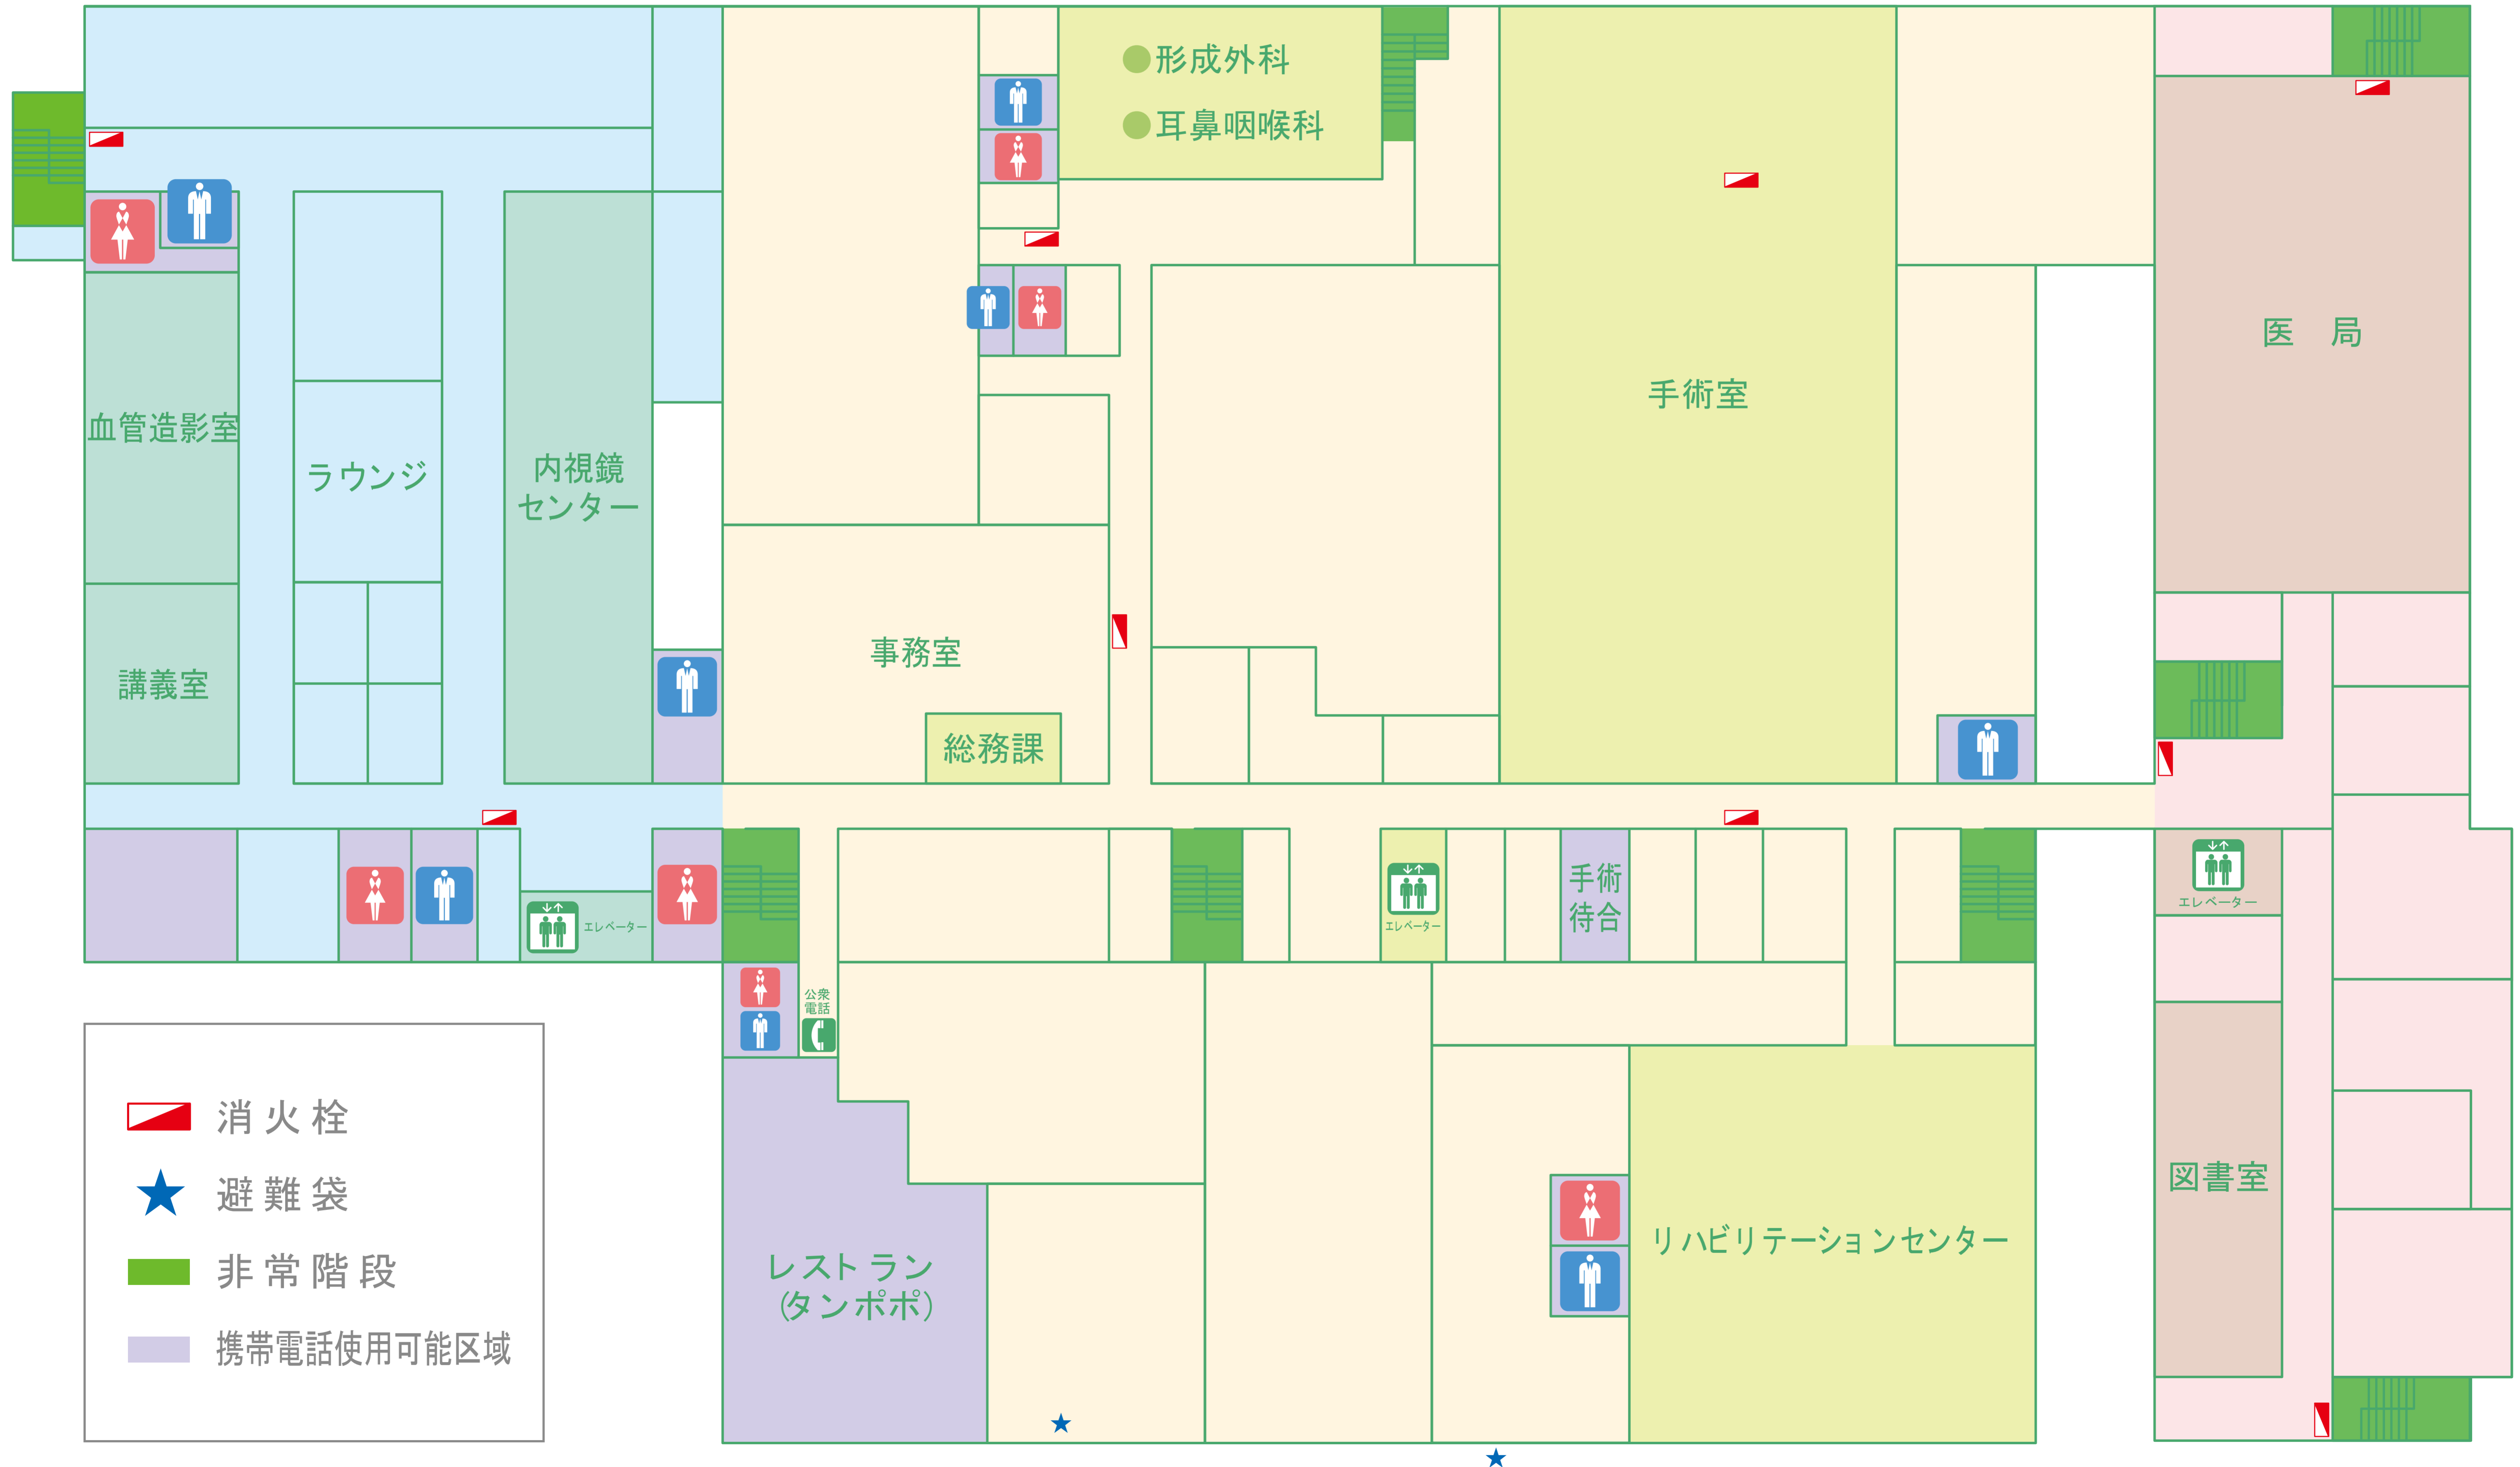 形成外科
耳鼻咽喉科
医 局
手術室
血管造影室
ラウンジ
内視鏡
センター
事務室
講義室
総務課
手術
待合
エレベーター
エレベーター
エレベーター
公衆
電話
消火栓
避難袋
非常階段
携帯電話使用可能区域
図書室
リハビリテーションセンター
レストラン
(タンポポ)